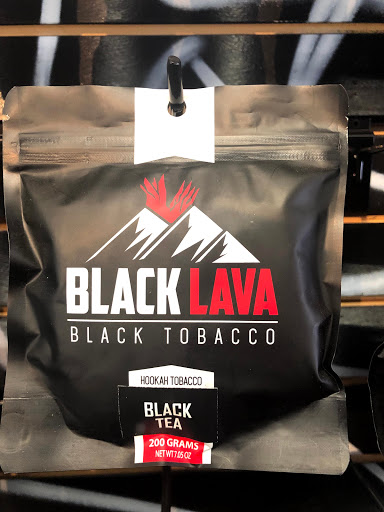 BLACK LAVA
BLACK TOBACCO
HOOKAH TOBACCO
BLACK
TEA
200 GRAMS
NET WT 7.05 OZ